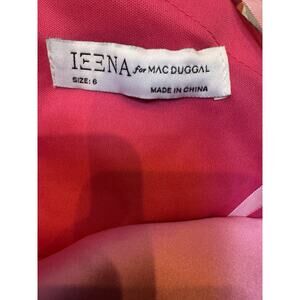 IEENA for MAC DUGGAL
SIZE: 6
MADE IN CHINA